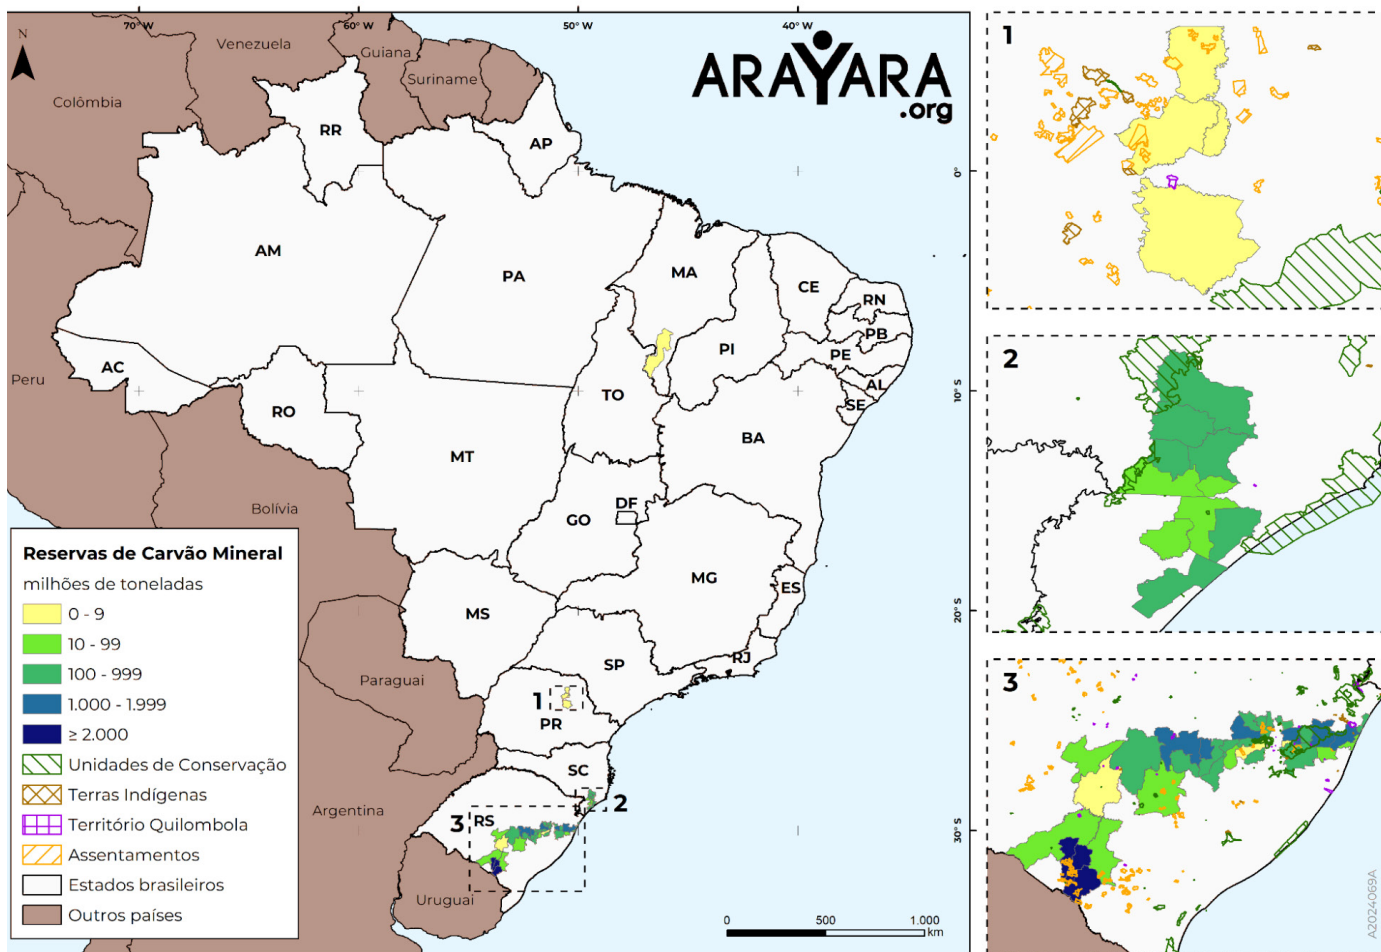 70° W
60° W
50° W
40° W
N
Venezuela
Guiana
Suriname
Colômbia
ARAYARA
.org
RR
AP
0°
AM
PA
MA
CE
RN
PB
PI
PE
AC
AL
Peru
TO
SE
10° S
RO
BA
MT
Bolívia
DF
GO
MG
ES
MS
20° S
SP
RJ
Paraguai
1
PR
SC
2
Argentina
3
RS
30° S
Uruguai
Reservas de Carvão Mineral
milhões de toneladas
0 - 9
10 - 99
100 - 999
1.000 - 1.999
≥ 2.000
Unidades de Conservação
Terras Indígenas
Território Quilombola
Assentamentos
Estados brasileiros
Outros países
0
500
1.000
km
1
2
3
A2024069A